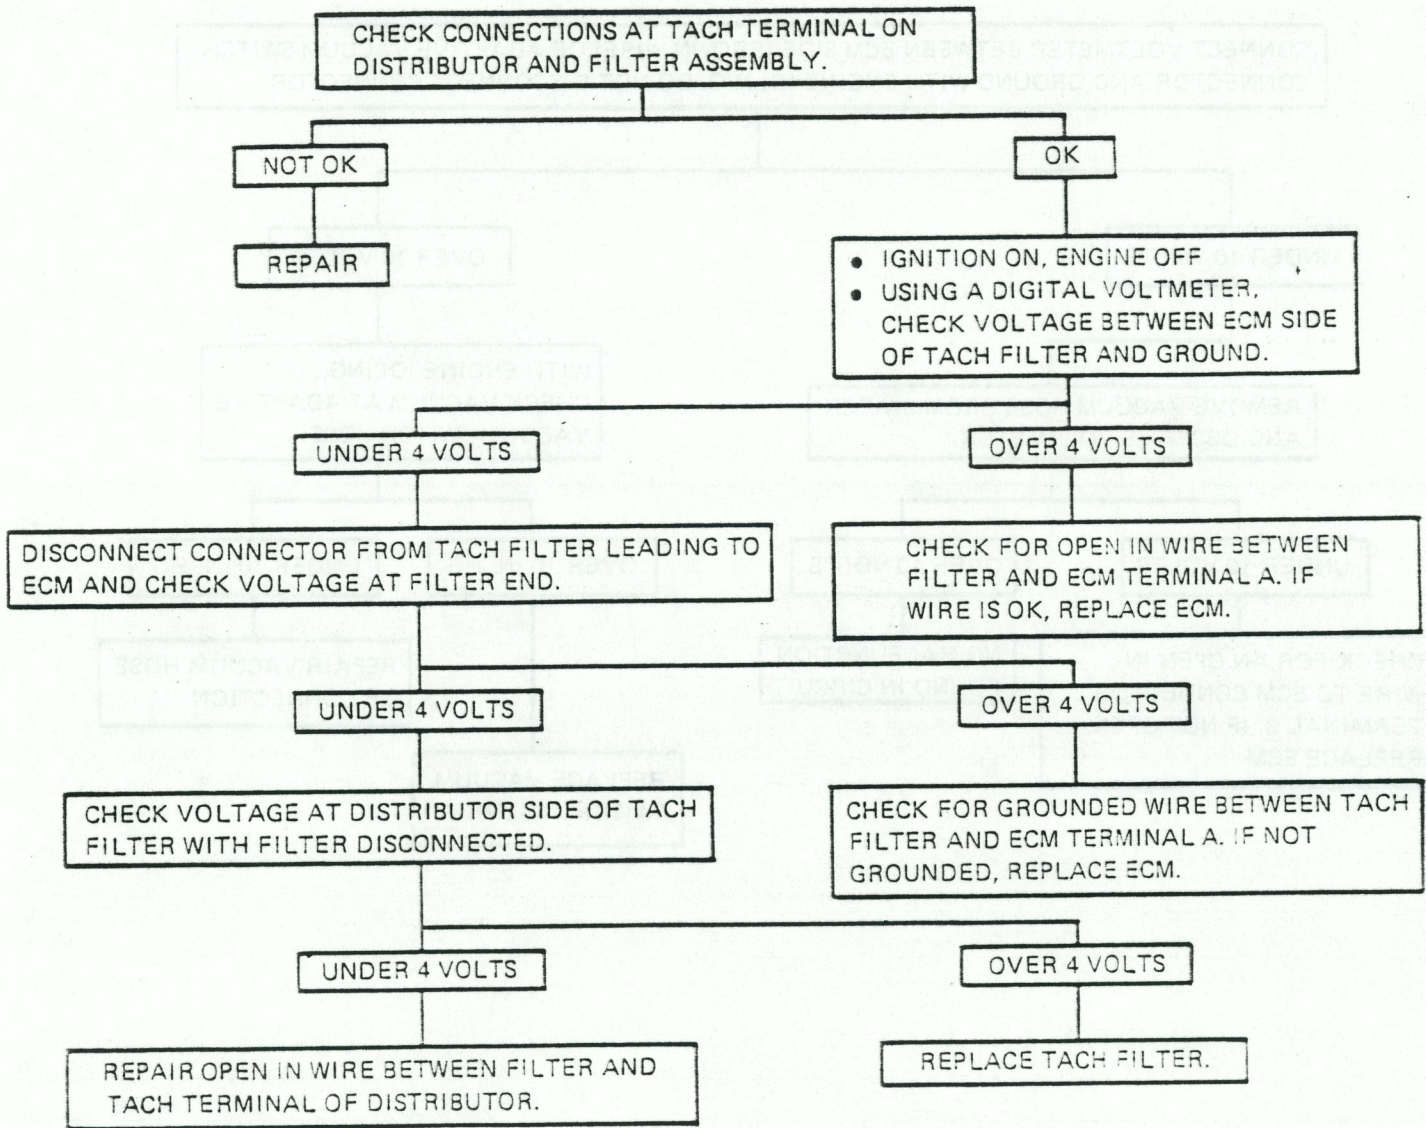 CHECK CONNECTIONS AT TACH TERMINAL ON
DISTRIBUTOR AND FILTER ASSEMBLY.
NOT OK
OK
REPAIR
• IGNITION ON, ENGINE OFF
• USING A DIGITAL VOLTMETER,
CHECK VOLTAGE BETWEEN ECM SIDE
OF TACH FILTER AND GROUND.
UNDER 4 VOLTS
OVER 4 VOLTS
DISCONNECT CONNECTOR FROM TACH FILTER LEADING TO
ECM AND CHECK VOLTAGE AT FILTER END.
CHECK FOR OPEN IN WIRE BETWEEN
FILTER AND ECM TERMINAL A. IF
WIRE IS OK, REPLACE ECM.
UNDER 4 VOLTS
OVER 4 VOLTS
CHECK VOLTAGE AT DISTRIBUTOR SIDE OF TACH
FILTER WITH FILTER DISCONNECTED.
CHECK FOR GROUNDED WIRE BETWEEN TACH
FILTER AND ECM TERMINAL A. IF NOT
GROUNDED, REPLACE ECM.
UNDER 4 VOLTS
OVER 4 VOLTS
REPAIR OPEN IN WIRE BETWEEN FILTER AND
TACH TERMINAL OF DISTRIBUTOR.
REPLACE TACH FILTER.